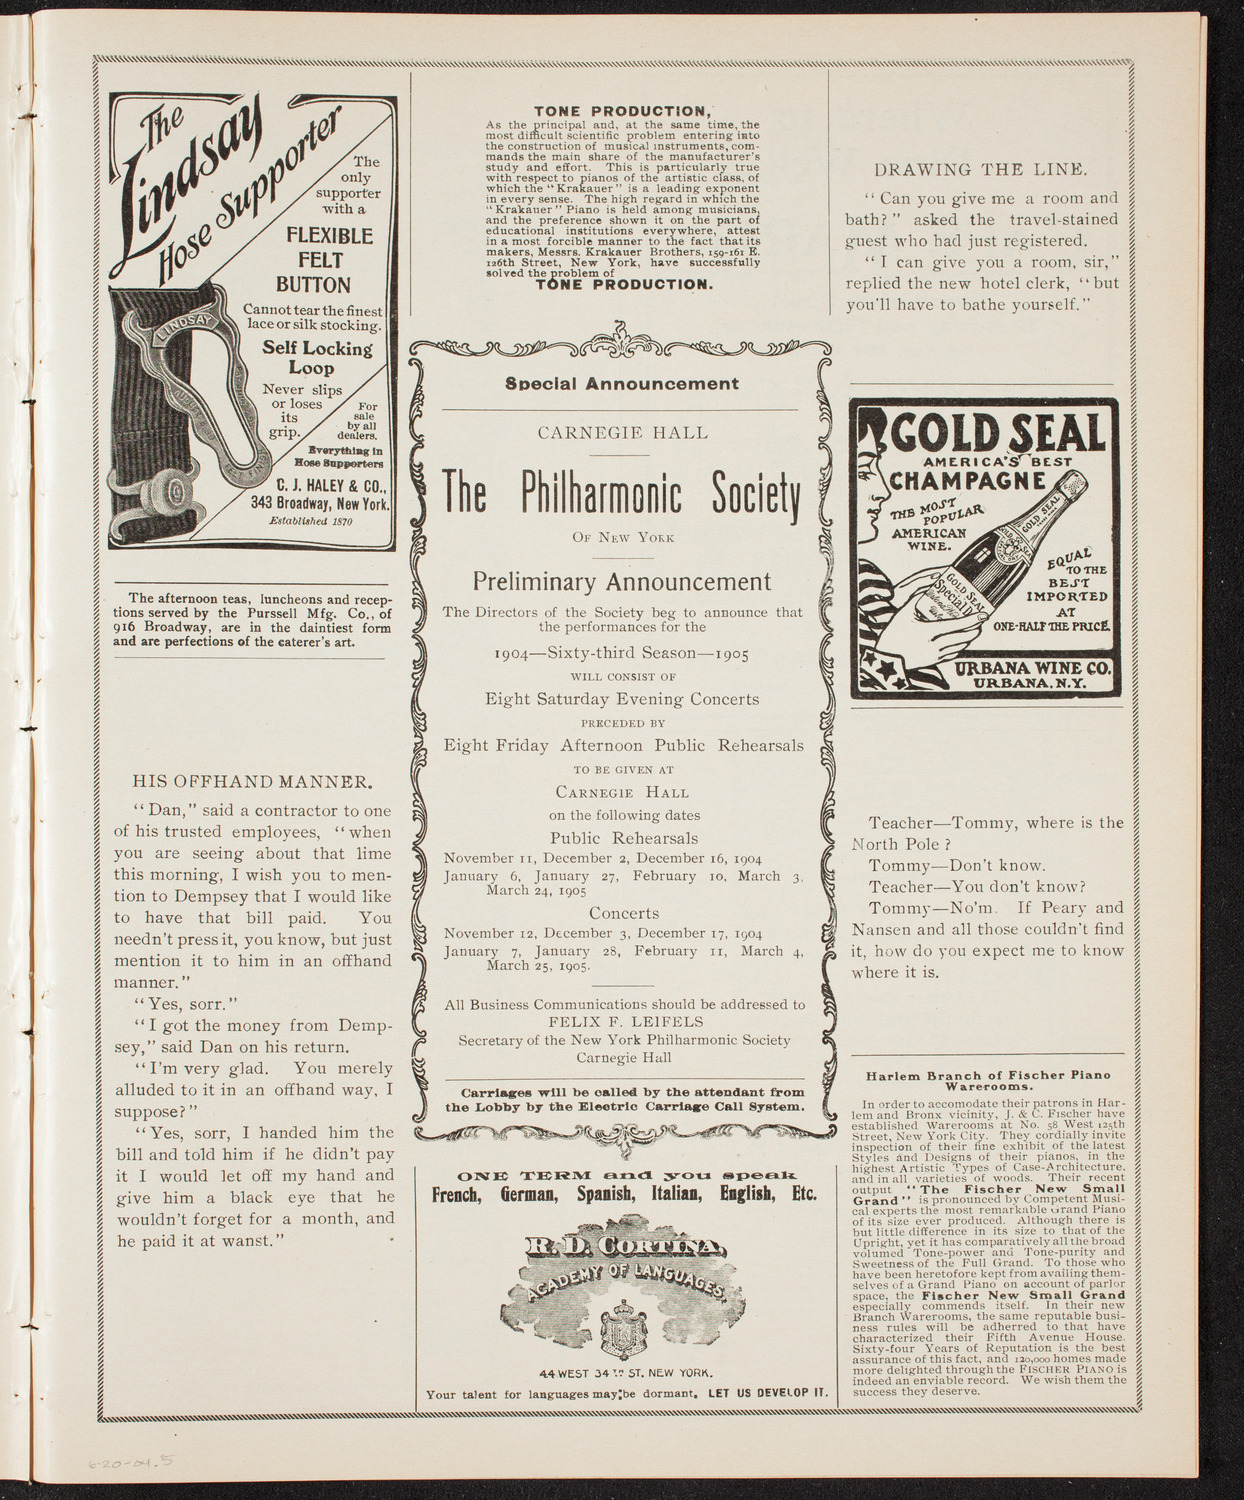 The
Lindsay
Hose Supporter
The
only
supporter
with a
FLEXIBLE
FELT
BUTTON
Cannot tear the finest
lace or silk stocking.
Self Locking
Loop
Never slips
or loses
its
grip.
For
sale
by all
dealers.
Everything in
Hose Supporters
C. J. HALEY & CO.,
343 Broadway, New York.
Established 1870
LINDSAY
The afternoon teas, luncheons and recep-
tions served by the Purssell Mfg. Co., of
916 Broadway, are in the daintiest form
and are perfections of the caterer's art.
HIS OFFHAND MANNER.
"Dan," said a contractor to one
of his trusted employees, "when
you are seeing about that lime
this morning, I wish you to men-
tion to Dempsey that I would like
to have that bill paid. You
needn't press it, you know, but just
mention it to him in an offhand
manner."
"Yes, sorr."
"I got the money from Demp-
sey," said Dan on his return.
"I'm very glad. You merely
alluded to it in an offhand way, I
suppose?"
"Yes, sorr, I handed him the
bill and told him if he didn't pay
it I would let off my hand and
give him a black eye that he
wouldn't forget for a month, and
he paid it at wanst."
TONE PRODUCTION,
As the principal and, at the same time, the
most difficult scientific problem entering into
the construction of musical instruments, com-
mands the main share of the manufacturer's
study and effort. This is particularly true
with respect to pianos of the artistic class, of
which the "Krakauer" is a leading exponent
in every sense. The high regard in which the
"Krakauer" Piano is held among musicians,
and the preference shown it on the part of
educational institutions everywhere, attest
in a most forcible manner to the fact that its
makers, Messrs. Krakauer Brothers, 159-161 E.
126th Street, New York, have successfully
solved the problem of
TONE PRODUCTION.
Special Announcement
CARNEGIE HALL
The Philharmonic Society
OF NEW YORK
Preliminary Announcement
The Directors of the Society beg to announce that
the performances for the
1904—Sixty-third Season—1905
WILL CONSIST OF
Eight Saturday Evening Concerts
PRECEDED BY
Eight Friday Afternoon Public Rehearsals
TO BE GIVEN AT
CARNEGIE HALL
on the following dates
Public Rehearsals
November 11, December 2, December 16, 1904
January 6, January 27, February 10, March 3,
March 24, 1905
Concerts
November 12, December 3, December 17, 1904
January 7, January 28, February 11, March 4,
March 25, 1905.
All Business Communications should be addressed to
FELIX F. LEIFELS
Secretary of the New York Philharmonic Society
Carnegie Hall
Carriages will be called by the attendant from
the Lobby by the Electric Carriage Call System.
ONE TERM and you speak
French, German, Spanish, Italian, English, Etc.
R. D. CORTINA,
ACADEMY OF LANGUAGES,
44 WEST 34TH ST. NEW YORK.
Your talent for languages may be dormant, LET US DEVELOP IT.
DRAWING THE LINE.
"Can you give me a room and
bath?" asked the travel-stained
guest who had just registered.
"I can give you a room, sir,"
replied the new hotel clerk, "but
you'll have to bathe yourself."
GOLD SEAL
AMERICA'S BEST
CHAMPAGNE
THE MOST
POPULAR
AMERICAN
WINE.
GOLD SEAL
GOLD SEAL
Special Dry
EQUAL
TO THE
BEST
IMPORTED
AT
ONE-HALF THE PRICE.
URBANA WINE CO.
URBANA, N.Y.
Teacher—Tommy, where is the
North Pole?
Tommy—Don't know.
Teacher—You don't know?
Tommy—No'm. If Peary and
Nansen and all those couldn't find
it, how do you expect me to know
where it is.
Harlem Branch of Fischer Piano
Warerooms.
In order to accomodate their patrons in Har-
lem and Bronx vicinity, J. & C. Fischer have
established Warerooms at No. 58 West 125th
Street, New York City. They cordially invite
inspection of their fine exhibit of the latest
Styles and Designs of their pianos, in the
highest Artistic Types of Case-Architecture,
and in all varieties of woods. Their recent
output "The Fischer New Small
Grand" is pronounced by Competent Musi-
cal experts the most remarkable Grand Piano
of its size ever produced. Although there is
but little difference in its size to that of the
Upright, yet it has comparatively all the broad
volumed Tone-power and Tone-purity and
Sweetness of the Full Grand. To those who
have been heretofore kept from availing them-
selves of a Grand Piano on account of parlor
space, the Fischer New Small Grand
especially commends itself. In their new
Branch Warerooms, the same reputable busi-
ness rules will be adherred to that have
characterized their Fifth Avenue House.
Sixty-four Years of Reputation is the best
assurance of this fact, and 120,000 homes made
more delighted through the FISCHER PIANO is
indeed an enviable record. We wish them the
success they deserve.
6-20-04.5